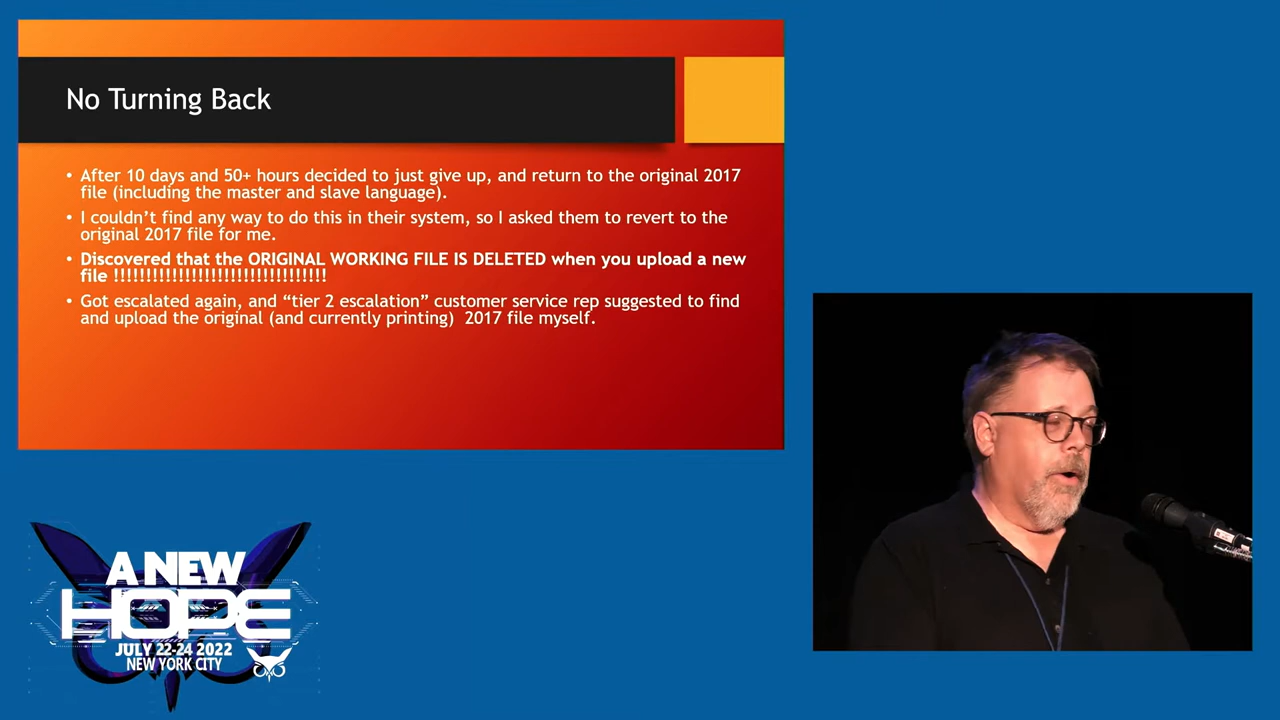 No Turning Back
• After 10 days and 50+ hours decided to just give up, and return to the original 2017
file (including the master and slave language).
• I couldn't find any way to do this in their system, so I asked them to revert to the
original 2017 file for me.
• Discovered that the ORIGINAL WORKING FILE IS DELETED when you upload a new
file !!!!!!!!!!!!!!!!!!!!!!!!!!!!!!!!!
• Got escalated again, and “tier 2 escalation” customer service rep suggested to find
and upload the original (and currently printing)  2017 file myself.
A NEW
HOPE
JULY 22-24 2022
NEW YORK CITY